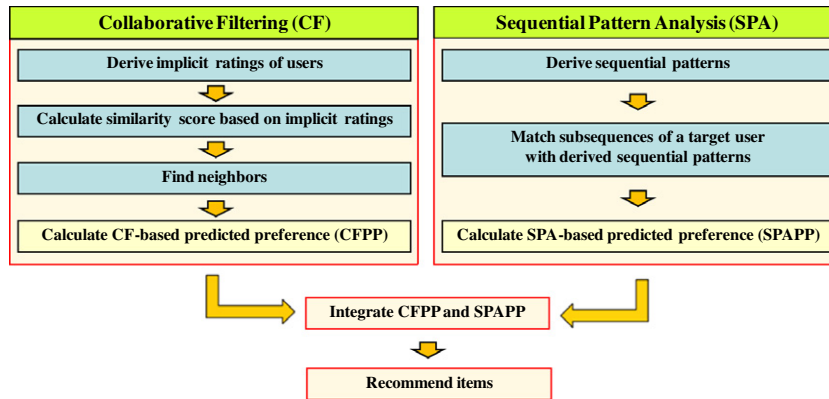 Collaborative Filtering (CF)
Derive implicit ratings of users
Calculate similarity score based on implicit ratings
Find neighbors
Calculate CF-based predicted preference (CFPP)
Sequential Pattern Analysis (SPA)
Derive sequential patterns
Match subsequences of a target user
with derived sequential patterns
Calculate SPA-based predicted preference (SPAPP)
Integrate CFPP and SPAPP
Recommend items